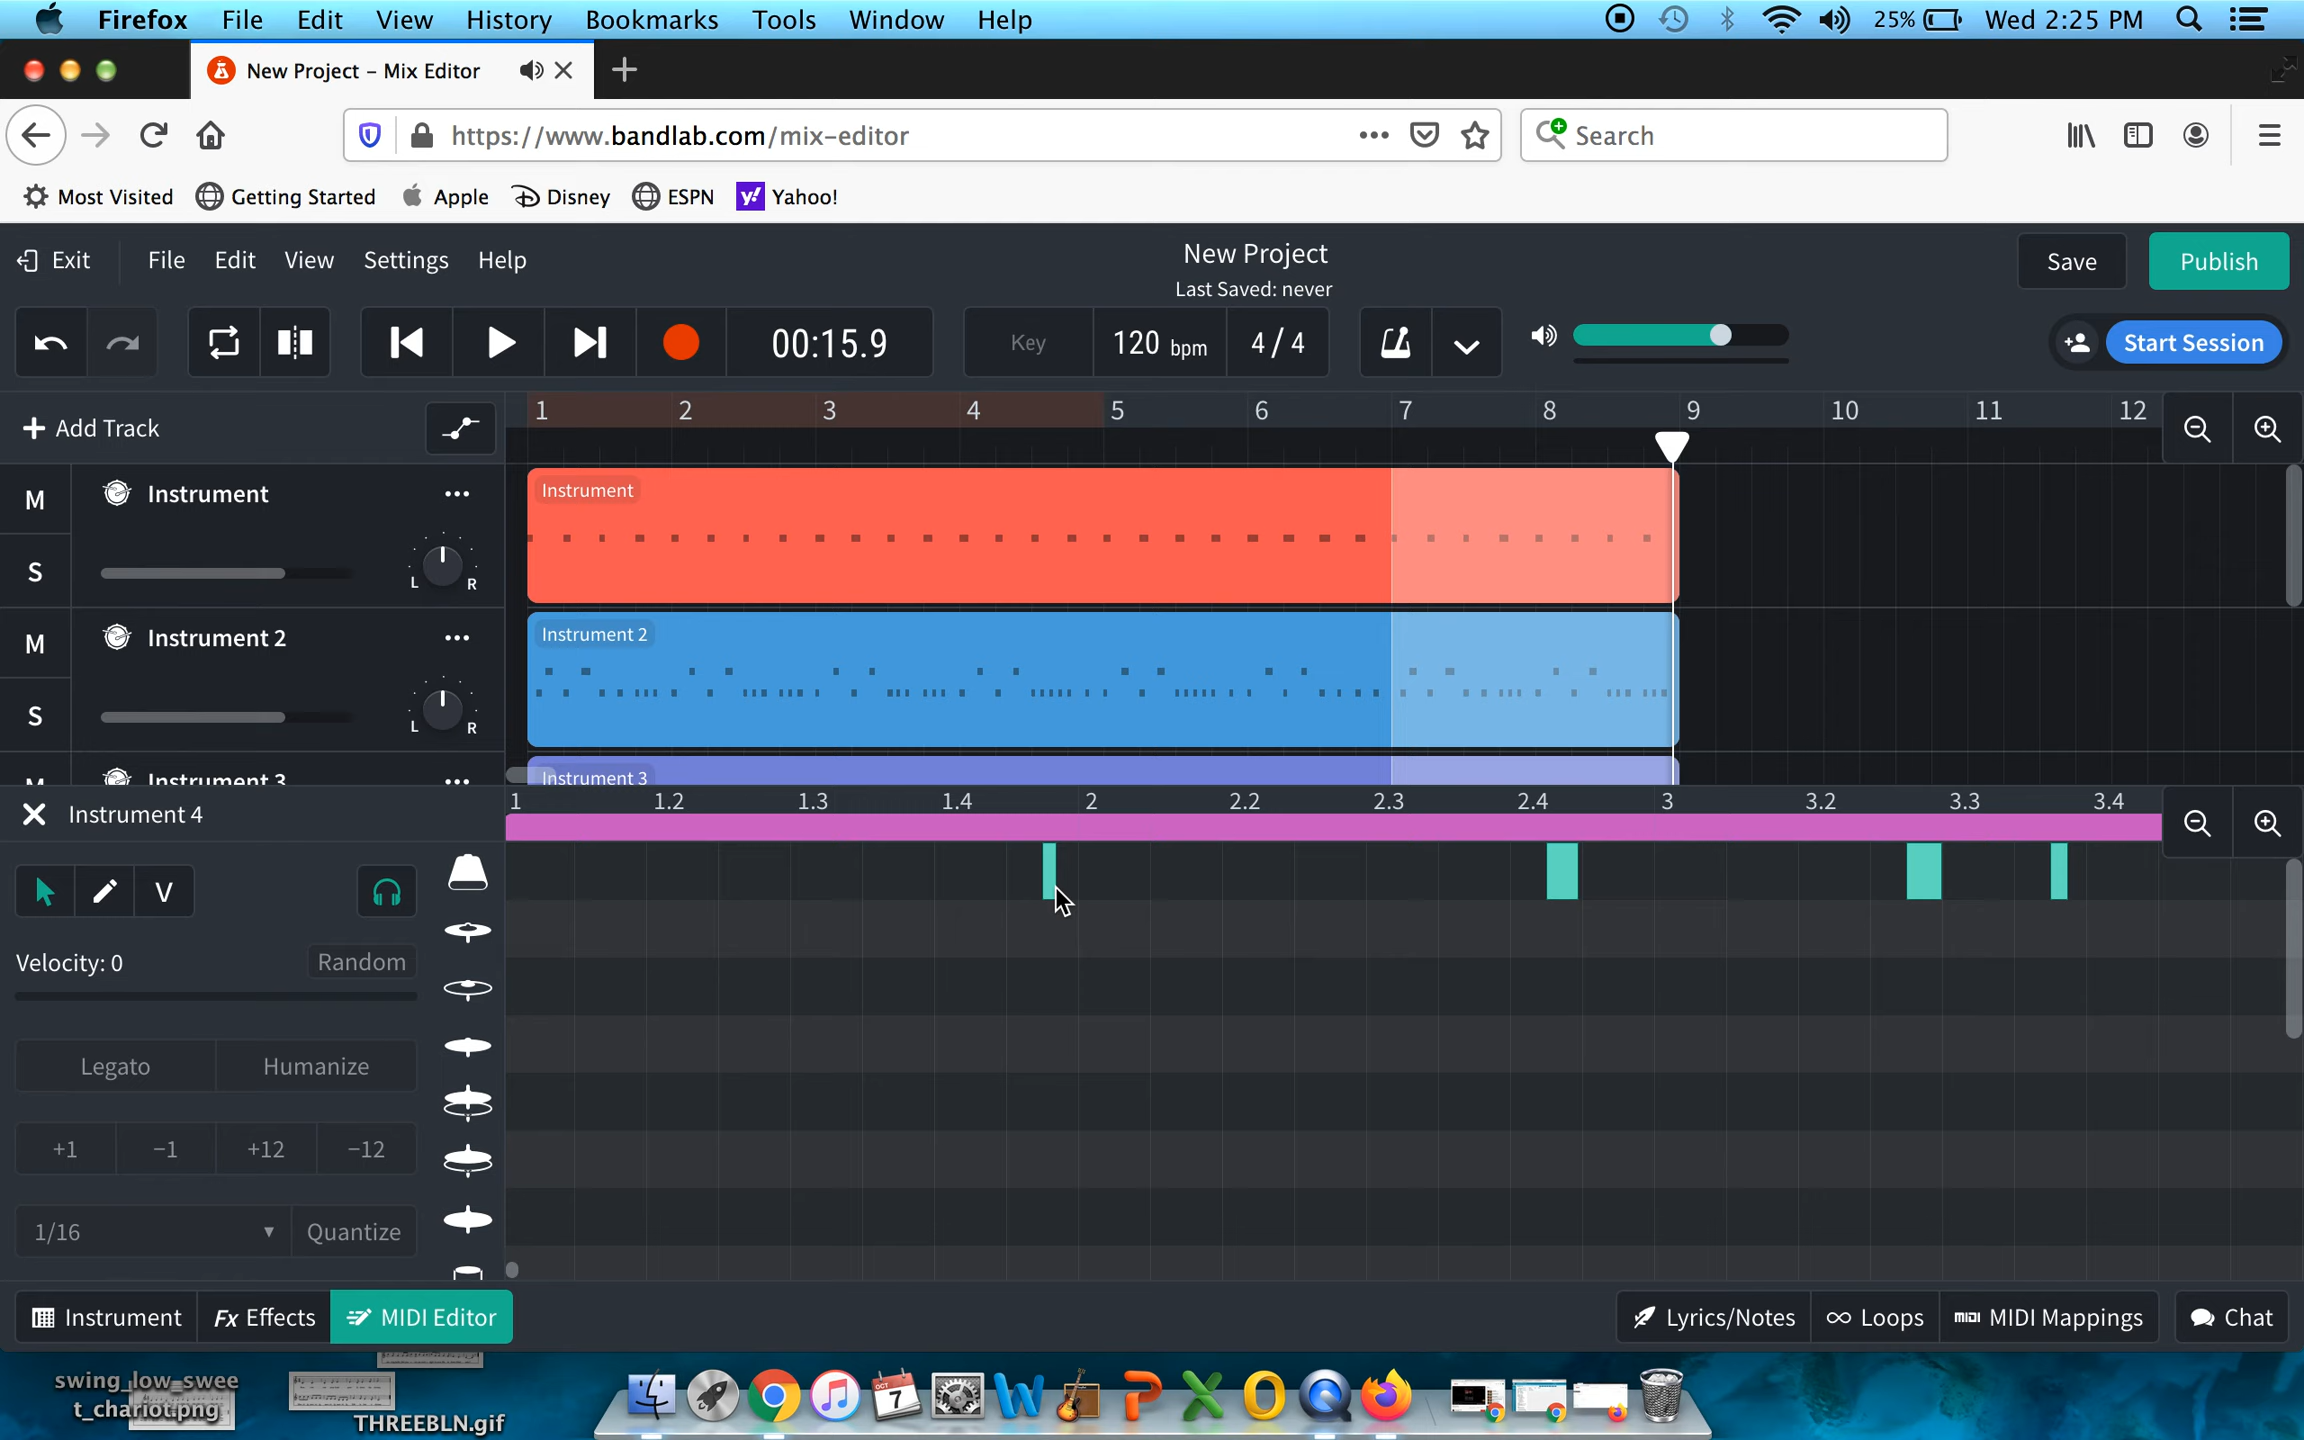 Firefox File Edit View History Bookmarks Tools Window Help 25% Wed 2:25 PM
New Project – Mix Editor
https://www.bandlab.com/mix-editor Search
Most Visited Getting Started Apple Disney ESPN Yahoo!
Exit File Edit View Settings Help New Project Save Publish
Last Saved: never
00:15.9 Key 120 bpm 4/4 Start Session
+ Add Track 1 2 3 4 5 6 7 8 9 10 11 12
M Instrument Instrument
S L R
M Instrument 2 Instrument 2
S L R
M Instrument 3 Instrument 3
Instrument 4 1 1.2 1.3 1.4 2 2.2 2.3 2.4 3 3.2 3.3 3.4
V
Velocity: 0 Random
Legato Humanize
+1 −1 +12 −12
1/16 Quantize
Instrument Fx Effects MIDI Editor Lyrics/Notes Loops MIDI MIDI Mappings Chat
swing_low_swee
t_chariot.png
THREEBLN.gif
OCT
7